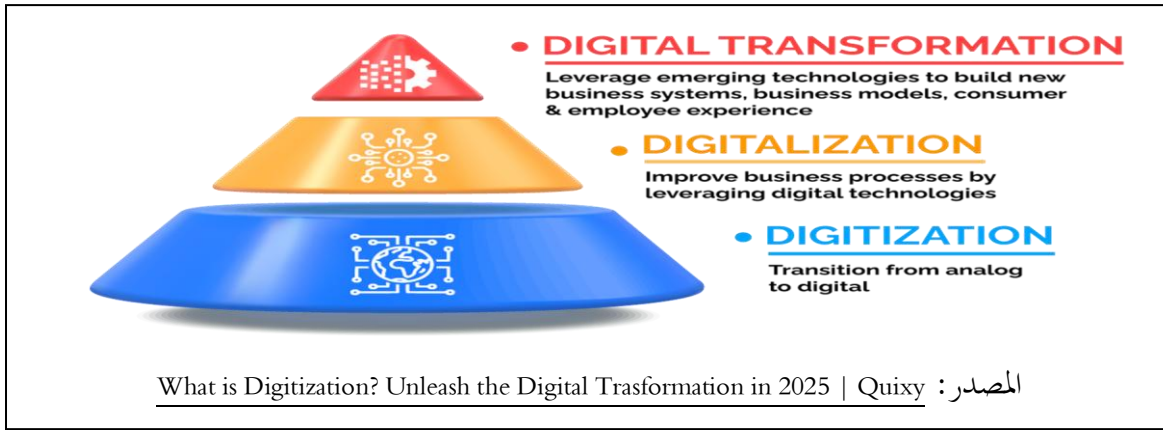 • DIGITAL TRANSFORMATION
Leverage emerging technologies to build new
business systems, business models, consumer
& employee experience
• DIGITALIZATION
Improve business processes by
leveraging digital technologies
• DIGITIZATION
Transition from analog
to digital
المصدر: What is Digitization? Unleash the Digital Trasformation in 2025 | Quixy